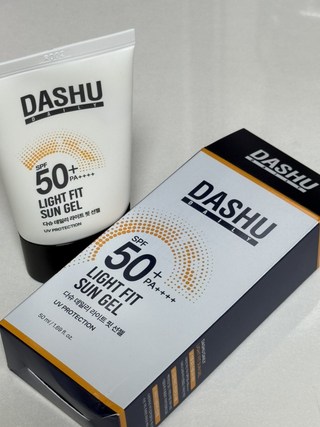 DASHU
DAILY
SPF
50+
PA++++
LIGHT FIT
SUN GEL
다슈 데일리 라이트 핏 선젤
UV PROTECTION
DASHU
DASHU
DAILY
SPF
50+
PA++++
LIGHT FIT
SUN GEL
다슈 데일리 라이트 핏 선젤
UV PROTECTION
50 ml / 1.69 fl. oz.